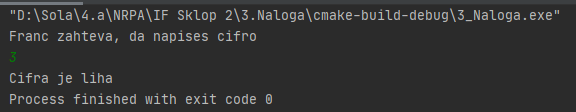 "D:\Sola\4.a\NRPA\IF Sklop 2\3.Naloga\cmake-build-debug\3_Naloga.exe"
Franc zahteva, da napises cifro
3
Cifra je liha
Process finished with exit code 0